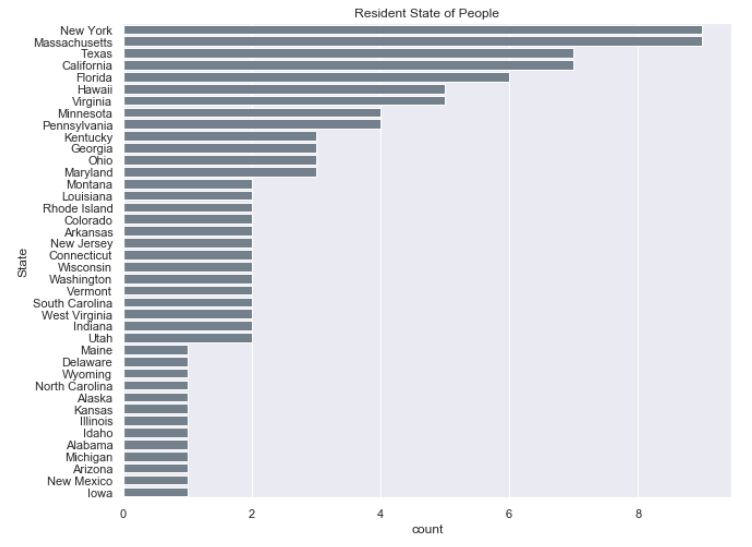 Resident State of People
New York
Massachusetts
Texas
California
Florida
Hawaii
Virginia
Minnesota
Pennsylvania
Kentucky
Georgia
Ohio
Maryland
Montana
Louisiana
Rhode Island
Colorado
Arkansas
New Jersey
Connecticut
Wisconsin
Washington
Vermont
South Carolina
West Virginia
Indiana
Utah
Maine
Delaware
Wyoming
North Carolina
Alaska
Kansas
Illinois
Idaho
Alabama
Michigan
Arizona
New Mexico
Iowa
State
0 2 4 6 8
count